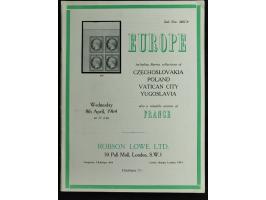 EUROPE
including literary collections of
CZECHOSLOVAKIA
POLAND
VATICAN CITY
YUGOSLAVIA
also a valuable section of
FRANCE
Wednesday
8th April, 1964
ROBSON LOWE LTD.
50 Pall Mall, London, S.W.1